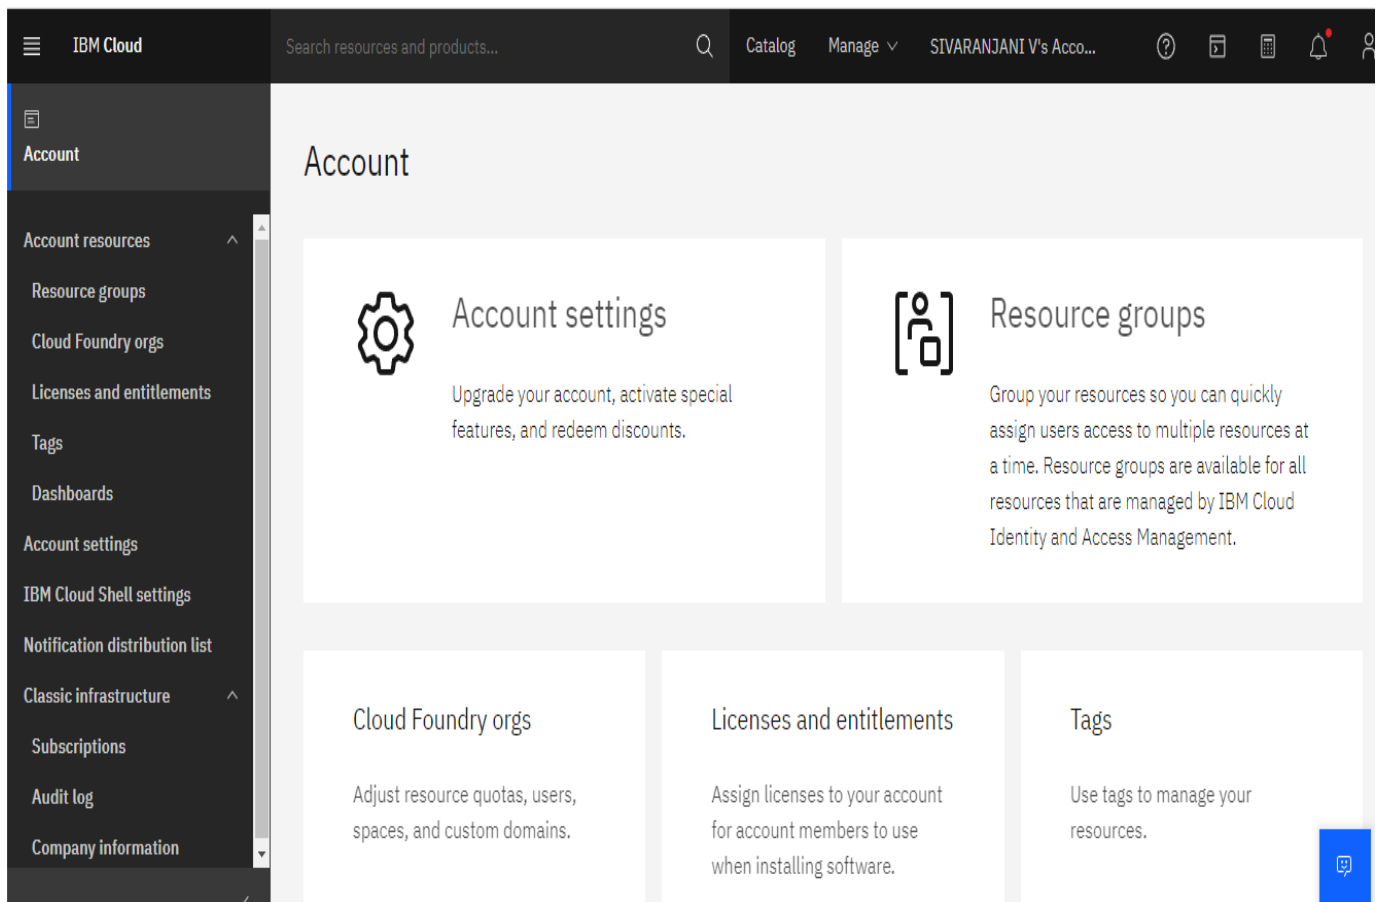 IBM Cloud
Search resources and products...
Catalog
Manage
SIVARANJANI V's Acco...
Account
Account resources
Resource groups
Cloud Foundry orgs
Licenses and entitlements
Tags
Dashboards
Account settings
IBM Cloud Shell settings
Notification distribution list
Classic infrastructure
Subscriptions
Audit log
Company information
Account
Account settings
Upgrade your account, activate special
features, and redeem discounts.
Resource groups
Group your resources so you can quickly
assign users access to multiple resources at
a time. Resource groups are available for all
resources that are managed by IBM Cloud
Identity and Access Management.
Cloud Foundry orgs
Adjust resource quotas, users,
spaces, and custom domains.
Licenses and entitlements
Assign licenses to your account
for account members to use
when installing software.
Tags
Use tags to manage your
resources.